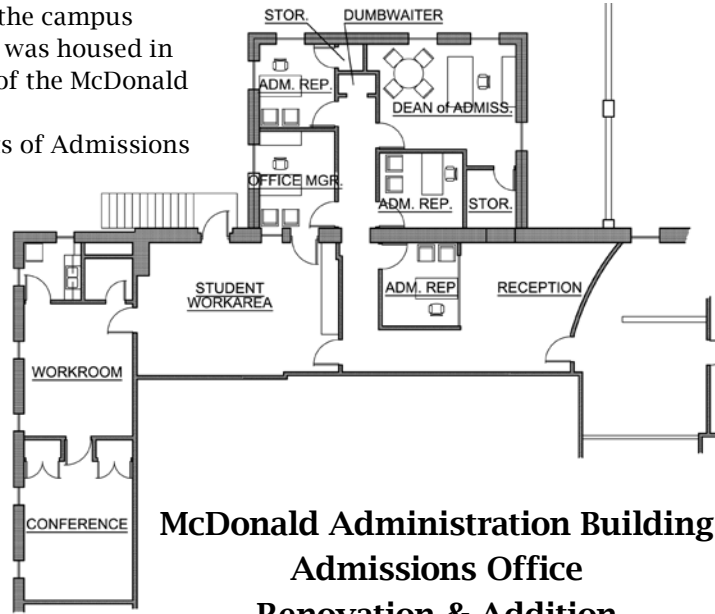 the campus
was housed in
of the McDonald
s of Admissions
STOR. DUMBWAITER
ADM. REP.
DEAN of ADMISS.
OFFICE MGR.
ADM. REP. STOR.
STUDENT
WORKAREA
ADM. REP
RECEPTION
WORKROOM
CONFERENCE
McDonald Administration Building
Admissions Office
Renovation & Addition